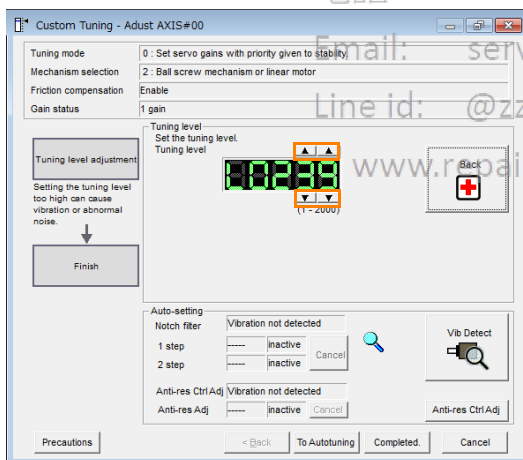 Custom Tuning - Adust AXIS#00
Tuning mode
0 : Set servo gains with priority given to stability
Mechanism selection
2 : Ball screw mechanism or linear motor
Friction compensation
Enable
Gain status
1 gain
Email: serv
Line id: @zz
www.repai
Tuning level
Set the tuning level.
Tuning level
L0239
(1 - 2000)
Tuning level adjustment
Setting the tuning level
too high can cause
vibration or abnormal
noise.
Finish
Back
Auto-setting
Notch filter
Vibration not detected
1 step
-----
inactive
2 step
-----
inactive
Cancel
Anti-res Ctrl Adj
Vibration not detected
Anti-res Adj
-----
inactive
Cancel
Vib Detect
Anti-res Ctrl Adj
Precautions
< Back
To Autotuning
Completed.
Cancel